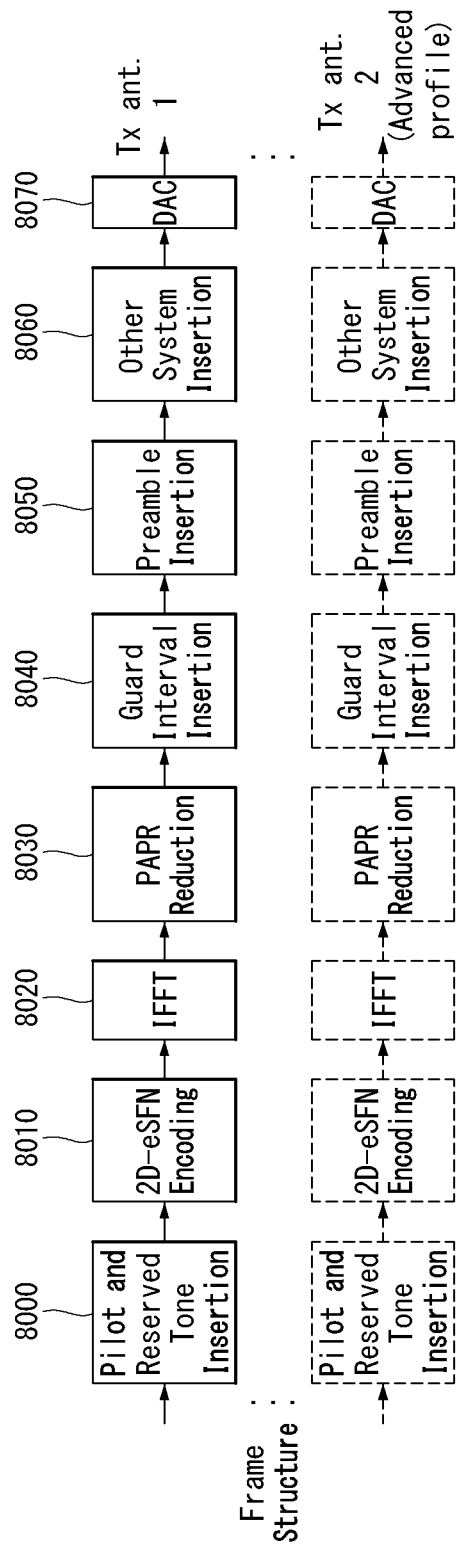 8000
8010
8020
8030
8040
8050
8060
8070
Frame
Structure
Pilot and
Reserved
Tone
Insertion
2D-eSFN
Encoding
IFFT
PAPR
Reduction
Guard
Interval
Insertion
Preamble
Insertion
Other
System
Insertion
DAC
Tx ant.
1
Pilot and
Reserved
Tone
Insertion
2D-eSFN
Encoding
IFFT
PAPR
Reduction
Guard
Interval
Insertion
Preamble
Insertion
Other
System
Insertion
DAC
Tx ant.
2
(Advanced
profile)